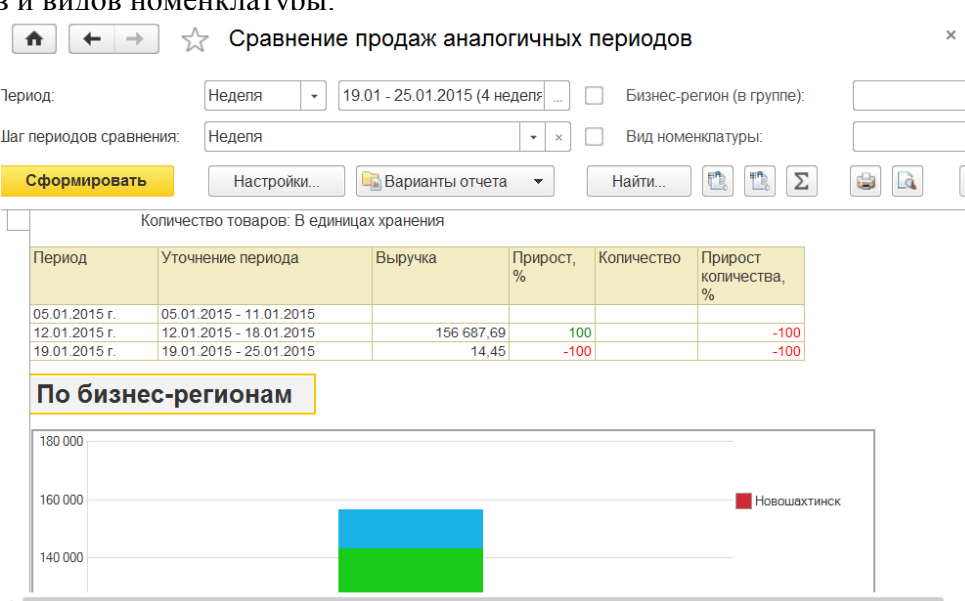 в и видов номенклатуры.
Сравнение продаж аналогичных периодов ×
Период: Неделя 19.01 - 25.01.2015 (4 неделя ... Бизнес-регион (в группе):
Шаг периодов сравнения: Неделя × Вид номенклатуры:
Сформировать Настройки... Варианты отчета Найти... Σ
Количество товаров: В единицах хранения
Период Уточнение периода Выручка Прирост, % Количество Прирост количества, %
05.01.2015 г. 05.01.2015 - 11.01.2015
12.01.2015 г. 12.01.2015 - 18.01.2015 156 687,69 100 -100
19.01.2015 г. 19.01.2015 - 25.01.2015 14,45 -100 -100
По бизнес-регионам
180 000
160 000 Новошахтинск
140 000